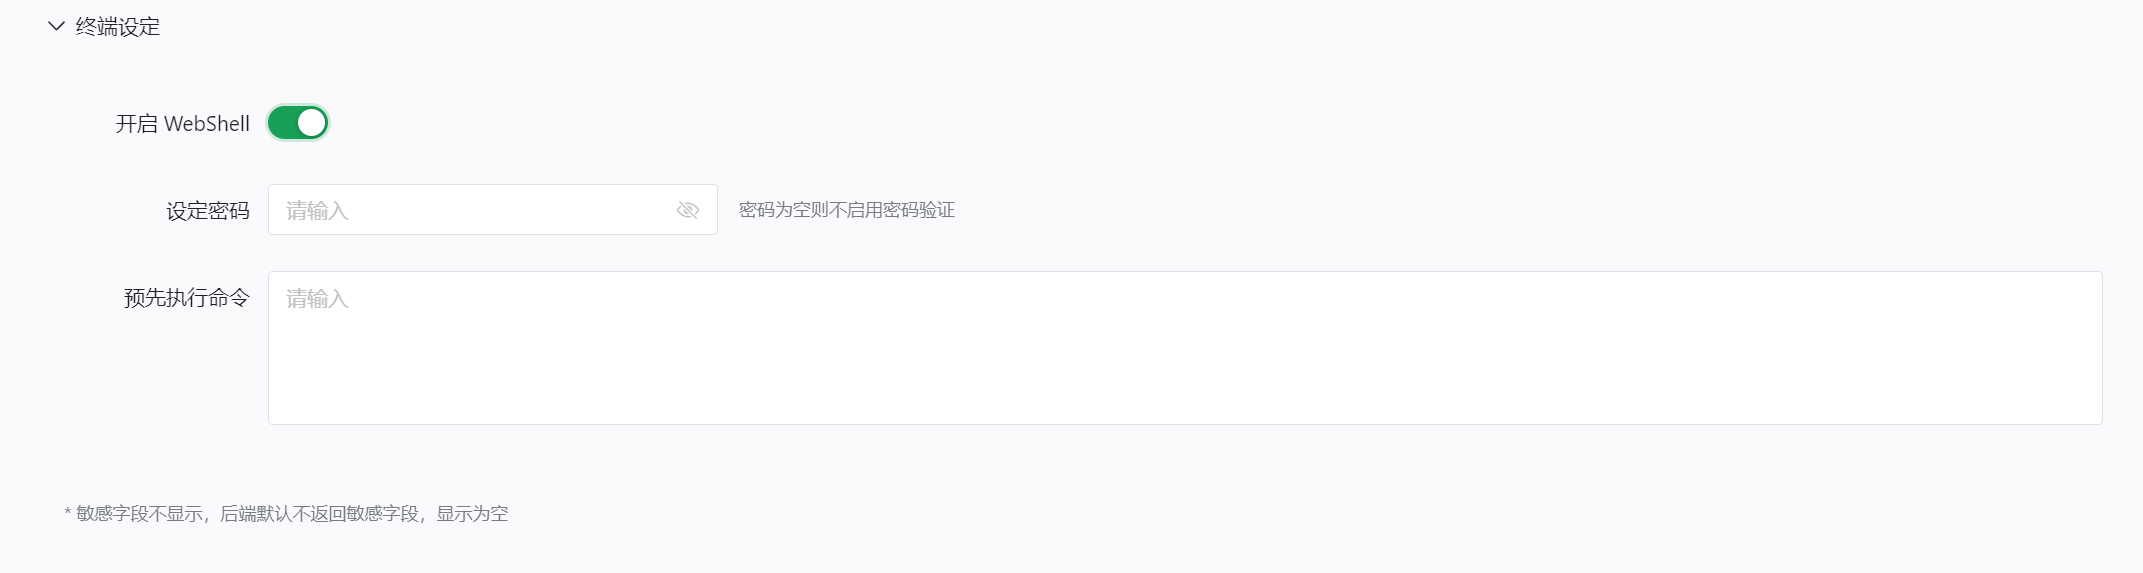 终端设定
开启 WebShell
设定密码 请输入 密码为空则不启用密码验证
预先执行命令 请输入
* 敏感字段不显示，后端默认不返回敏感字段，显示为空